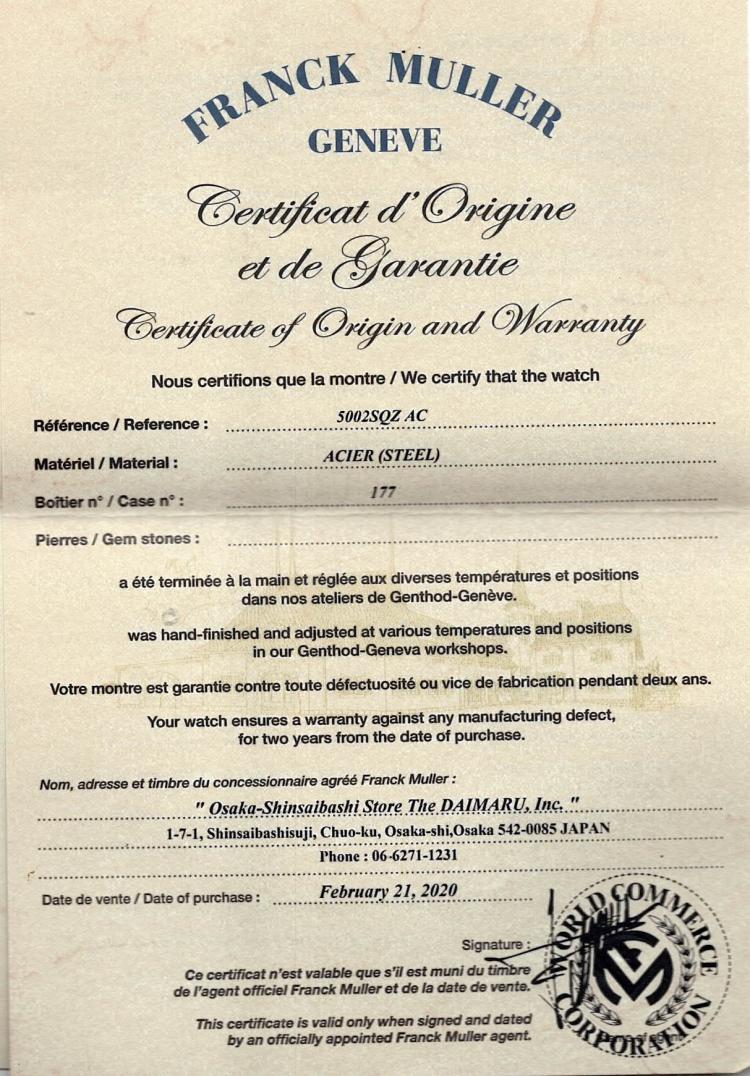 FRANCK MULLER
GENEVE
Certificat d'Origine
et de Garantie
Certificate of Origin and Warranty
Nous certifions que la montre / We certify that the watch
Référence / Reference : 5002SQZ AC
Matériel / Material : ACIER (STEEL)
Boîtier n° / Case n° : 177
Pierres / Gem stones :
a été terminée à la main et réglée aux diverses températures et positions
dans nos ateliers de Genthod-Genève.
was hand-finished and adjusted at various temperatures and positions
in our Genthod-Geneva workshops.
Votre montre est garantie contre toute défectuosité ou vice de fabrication pendant deux ans.
Your watch ensures a warranty against any manufacturing defect,
for two years from the date of purchase.
Nom, adresse et timbre du concessionnaire agréé Franck Muller :
" Osaka-Shinsaibashi Store The DAIMARU, Inc. "
1-7-1, Shinsaibashisuji, Chuo-ku, Osaka-shi,Osaka 542-0085 JAPAN
Phone : 06-6271-1231
Date de vente / Date of purchase : February 21, 2020
Signature :
WORLD COMMERCE
CORPORATION
Ce certificat n'est valable que s'il est muni du timbre
de l'agent officiel Franck Muller et de la date de vente.
This certificate is valid only when signed and dated
by an officially appointed Franck Muller agent.